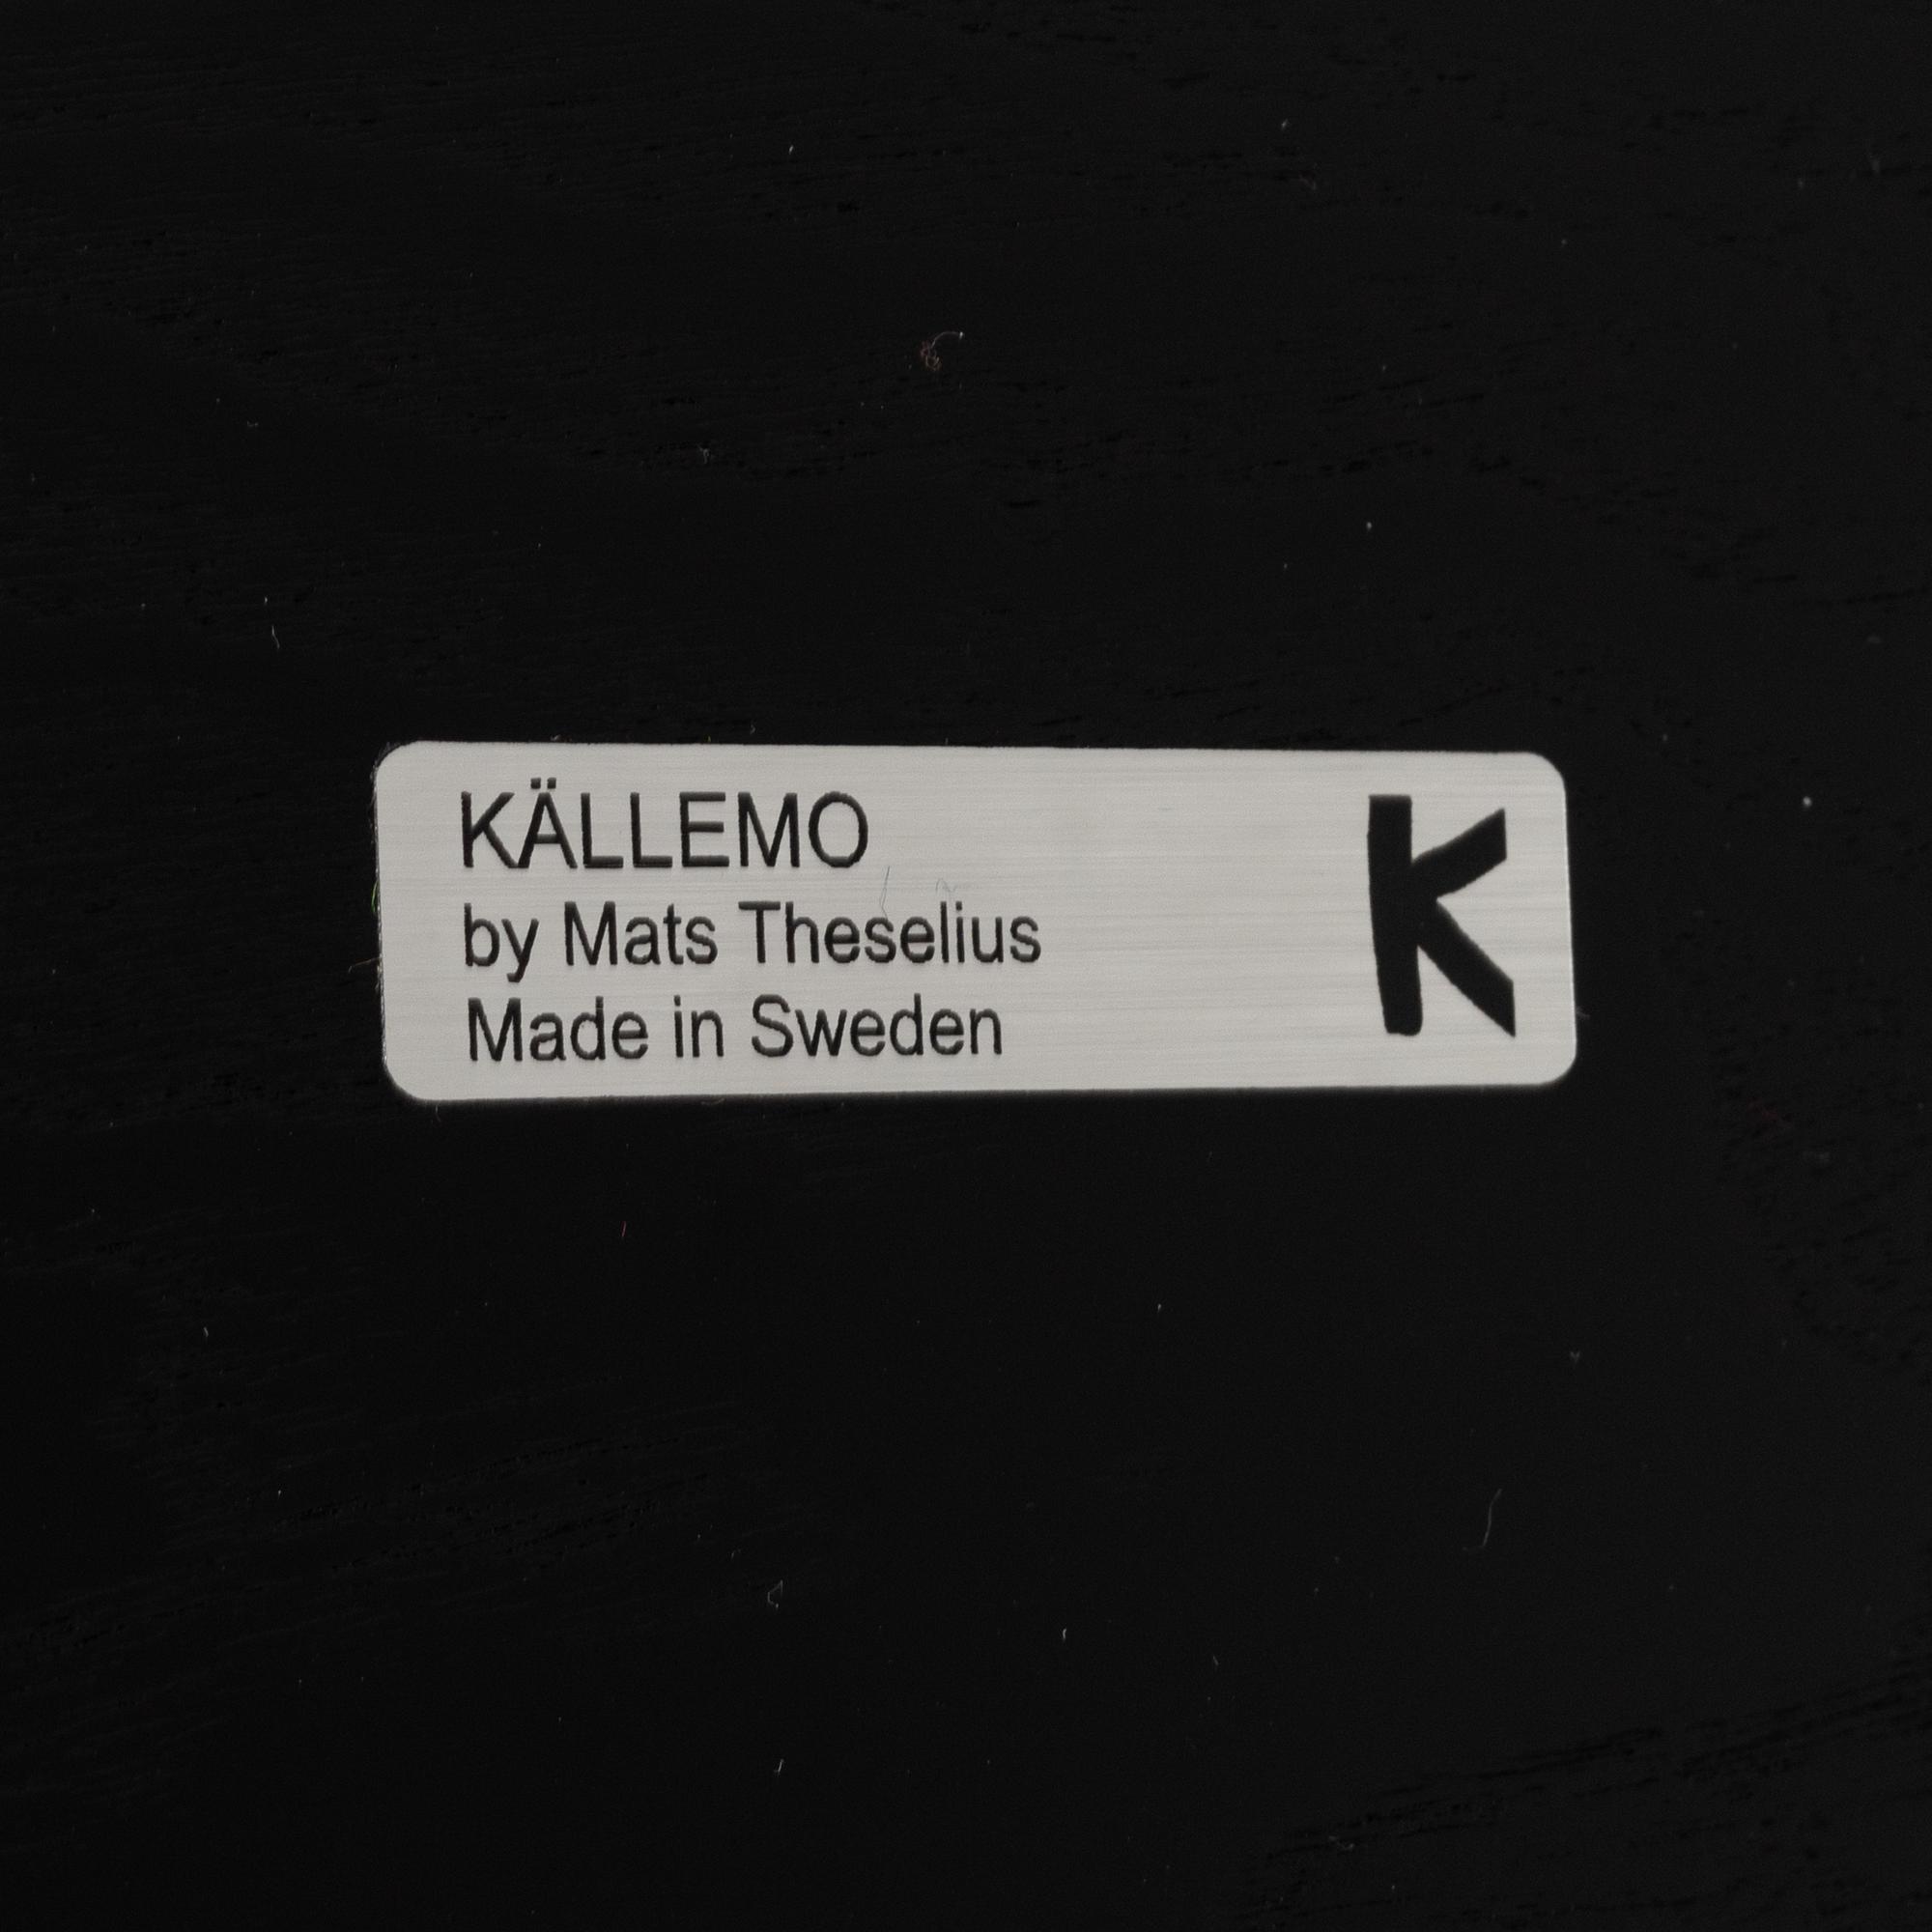 KÄLLEMO
by Mats Theselius
Made in Sweden
K